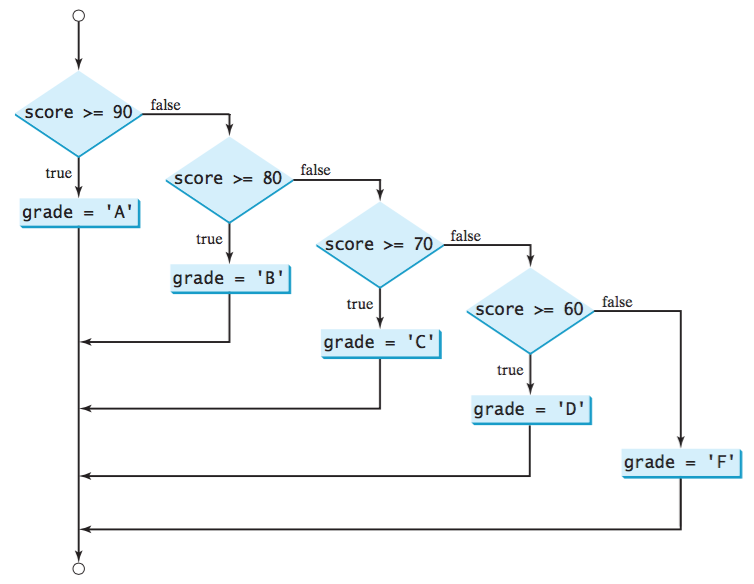 score >= 90
false
true
grade = 'A'
score >= 80
false
true
grade = 'B'
score >= 70
false
true
grade = 'C'
score >= 60
false
true
grade = 'D'
grade = 'F'